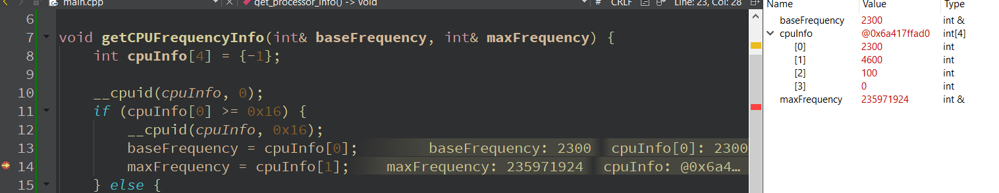 main.cpp get_processor_info() -> void # CRLF Line: 23, Col: 28
6
7 void getCPUFrequencyInfo(int& baseFrequency, int& maxFrequency) {
8 int cpuInfo[4] = {-1};
9
10 __cpuid(cpuInfo, 0);
11 if (cpuInfo[0] >= 0x16) {
12 __cpuid(cpuInfo, 0x16);
13 baseFrequency = cpuInfo[0]; baseFrequency: 2300 cpuInfo[0]: 2300
14 maxFrequency = cpuInfo[1]; maxFrequency: 235971924 cpuInfo: @0x6a4…
15 } else {
Name Value Type
baseFrequency 2300 int &
cpuInfo @0x6a417ffad0 int[4]
[0] 2300 int
[1] 4600 int
[2] 100 int
[3] 0 int
maxFrequency 235971924 int &